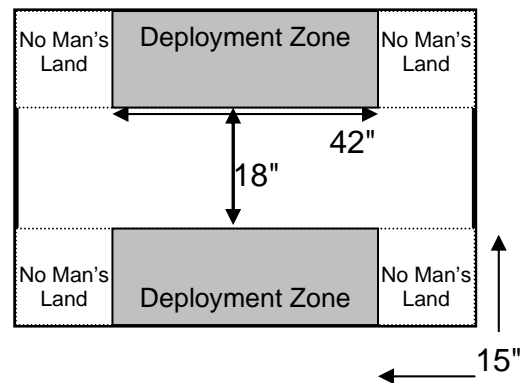 No Man's
Land
Deployment Zone
No Man's
Land
42"
18"
No Man's
Land
Deployment Zone
No Man's
Land
15"